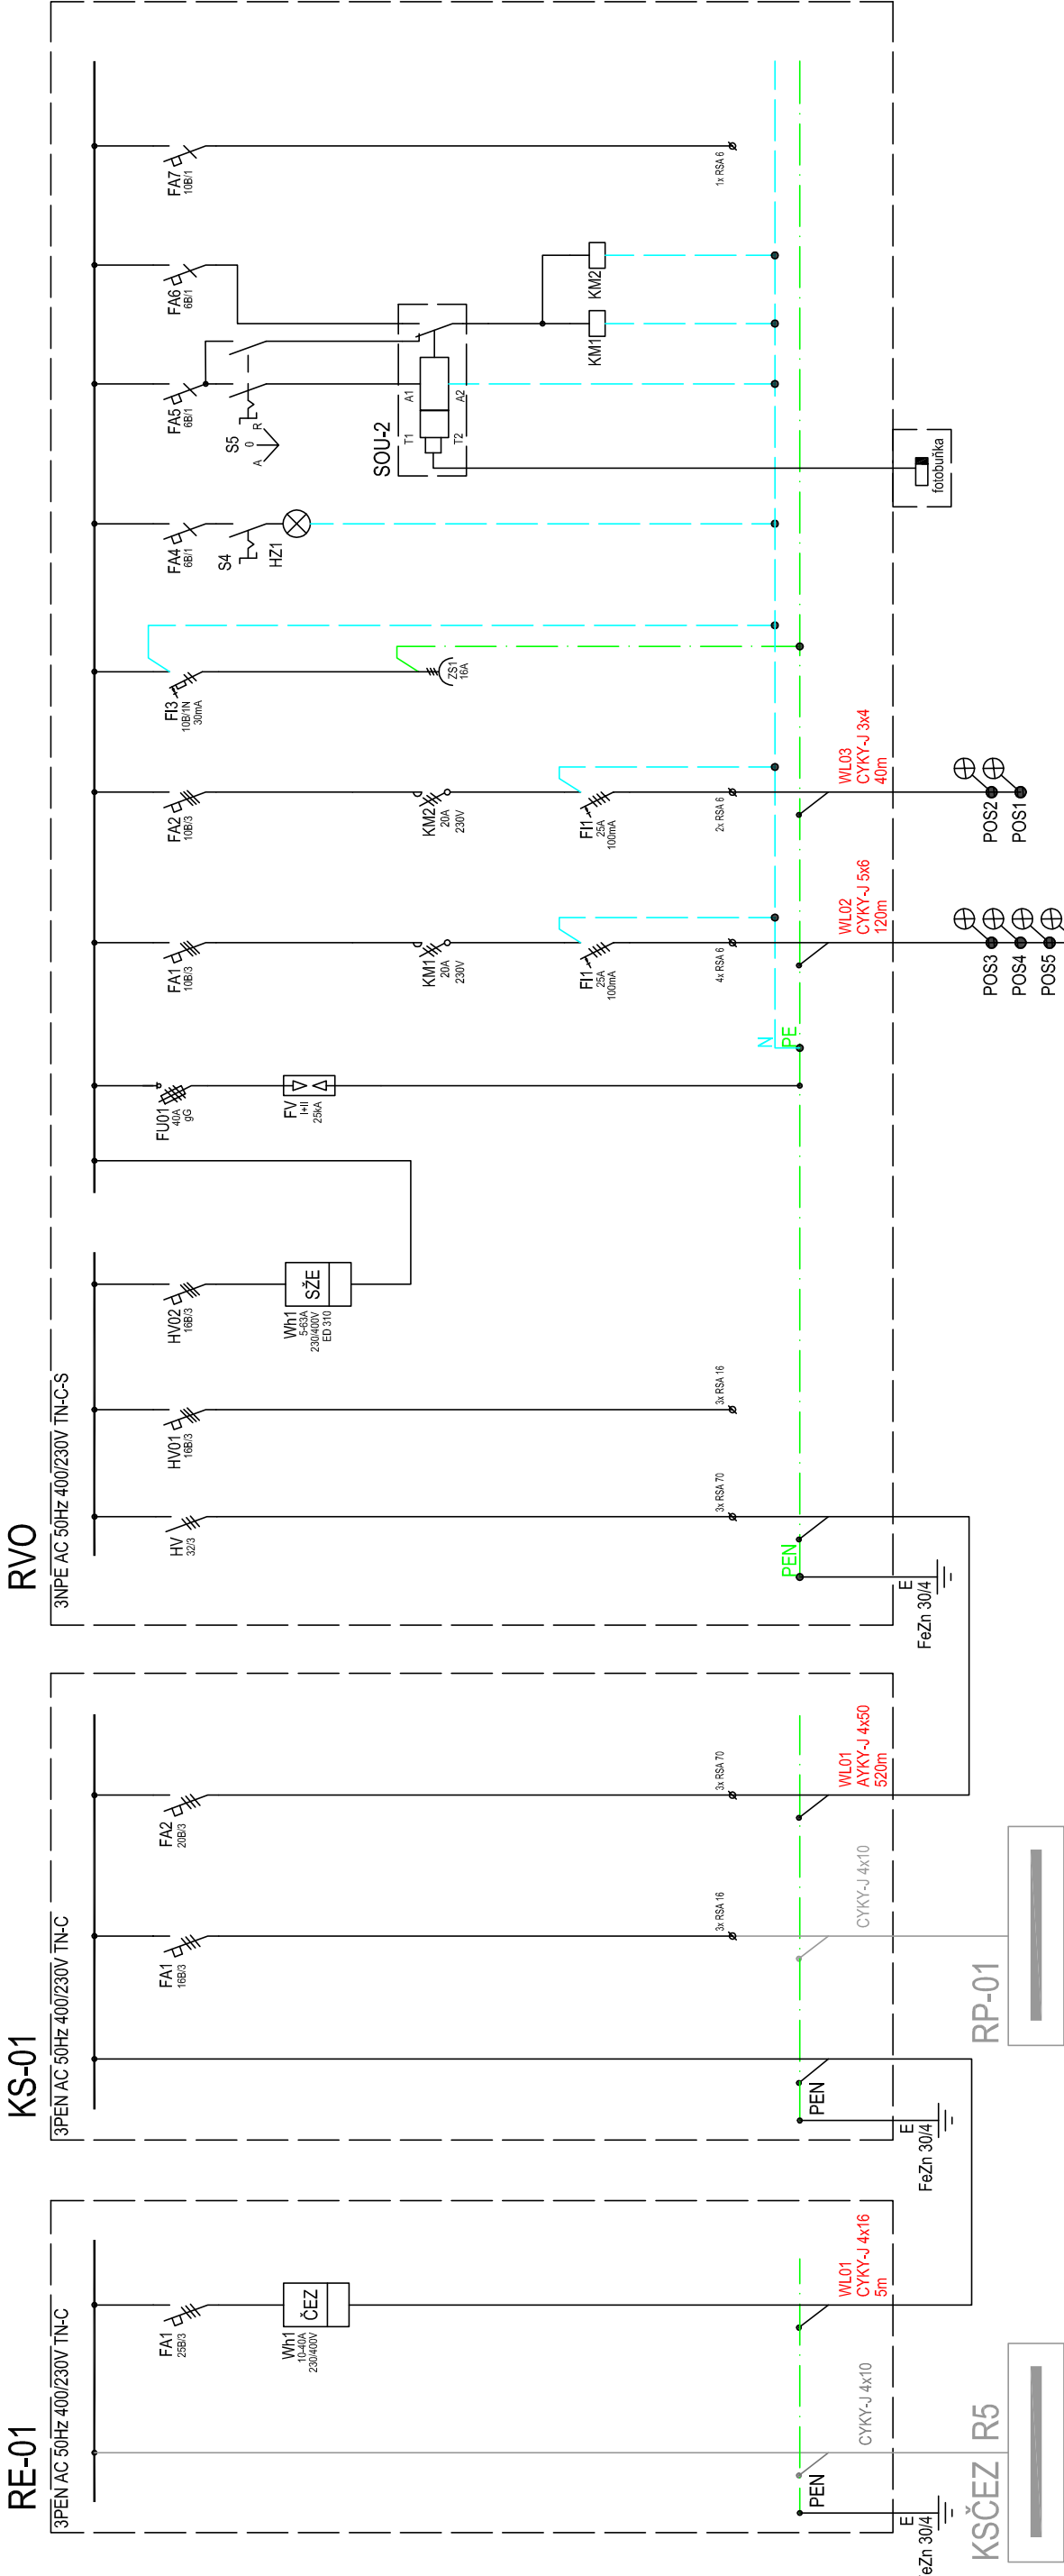 RE-01
3PEN AC 50Hz 400/230V TN-C
FA1
25B/3
Wh1
10-40A
230/400V
ČEZ
WL01
CYKY-J 4x16
5m
CYKY-J 4x10
PEN
E
FeZn 30/4
KSČEZ R5
KS-01
3PEN AC 50Hz 400/230V TN-C
FA1
16B/3
FA2
20B/3
3x RSA 16
3x RSA 70
WL01
AYKY-J 4x50
520m
CYKY-J 4x10
PEN
E
FeZn 30/4
RP-01
RVO
3NPE AC 50Hz 400/230V TN-C-S
HV
32/3
3x RSA 70
HV01
16B/3
3x RSA 16
HV02
16B/3
Wh1
5-63A
230/400V
ED 310
SŽE
PEN
E
FeZn 30/4
FU01
40A
gG
FV
I+II
25kA
N
PE
FA1
10B/3
KM1
20A
230V
FI1
25A
100mA
4x RSA 6
WL02
CYKY-J 5x6
120m
POS3
POS4
POS5
FA2
10B/3
KM2
20A
230V
FI1
25A
100mA
2x RSA 6
WL03
CYKY-J 3x4
40m
POS2
POS1
FI3
10B/1N
30mA
ZS1
16A
FA4
6B/1
S4
HZ1
FA5
6B/1
S5
A 0 R
SOU-2
T1 A1
T2 A2
fotobuňka
FA6
6B/1
KM1
KM2
FA7
10B/1
1x RSA 6